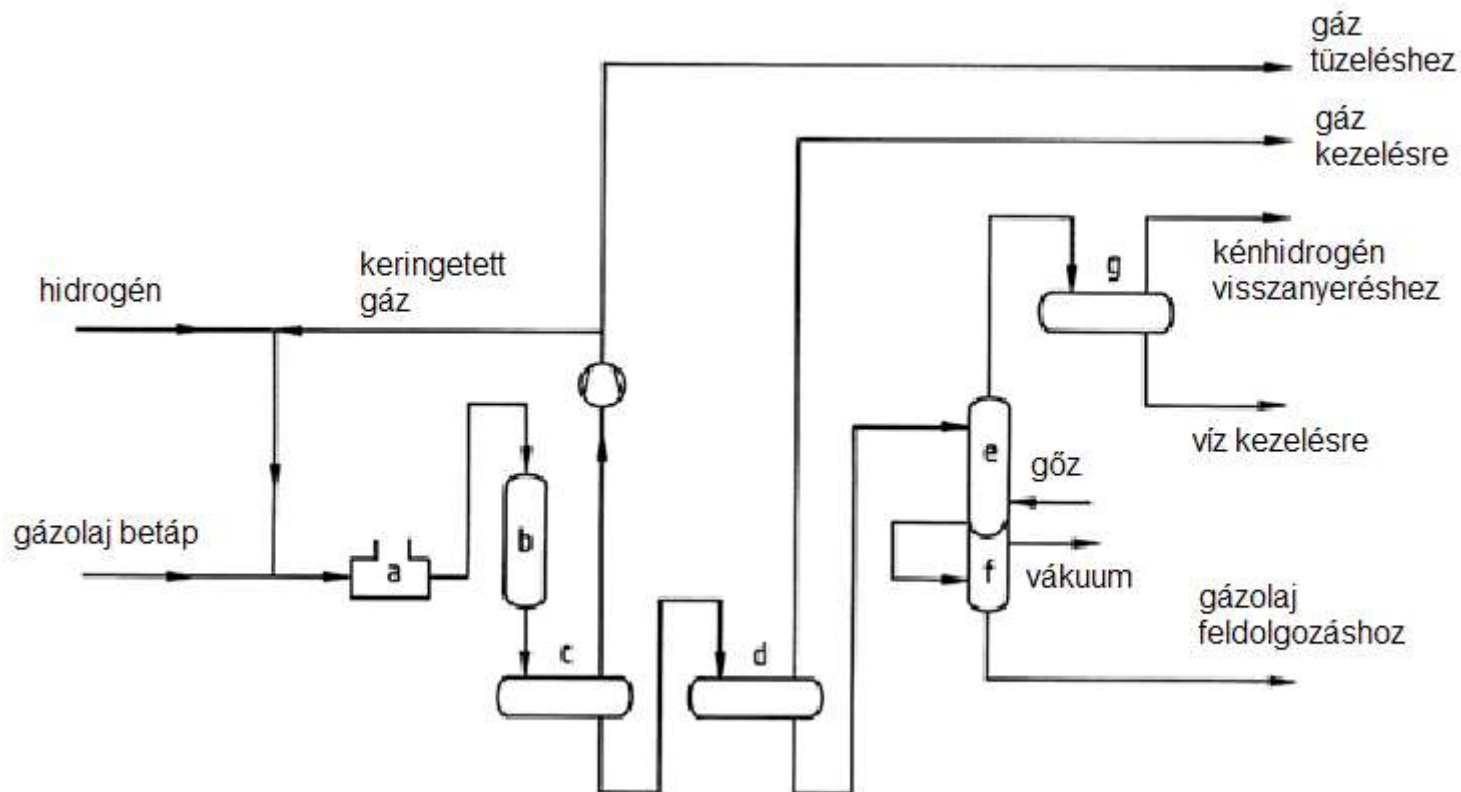 gáz
tüzeléshez
gáz
kezelésre
keringetett
gáz
hidrogén
g
kénhidrogén
visszanyeréshez
víz kezelésre
e
gőz
gázolaj betáp
b
a
f
vákuum
gázolaj
feldolgozáshoz
c
d